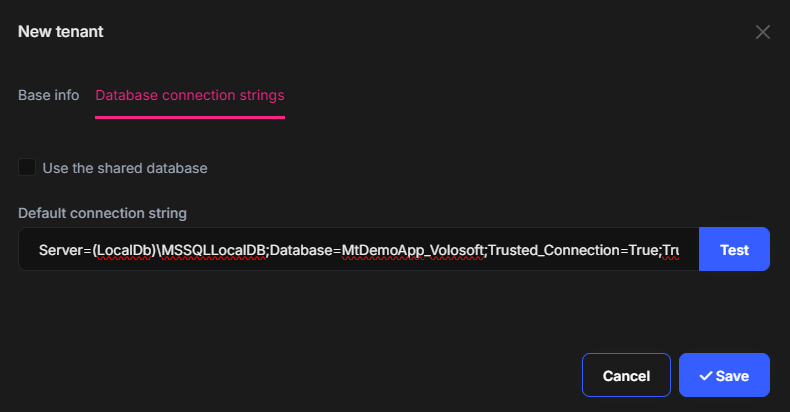 New tenant
Base info Database connection strings
Use the shared database
Default connection string
Server=(LocalDb)\MSSQLLocalDB;Database=MtDemoApp_Volosoft;Trusted_Connection=True;Tru Test
Cancel Save